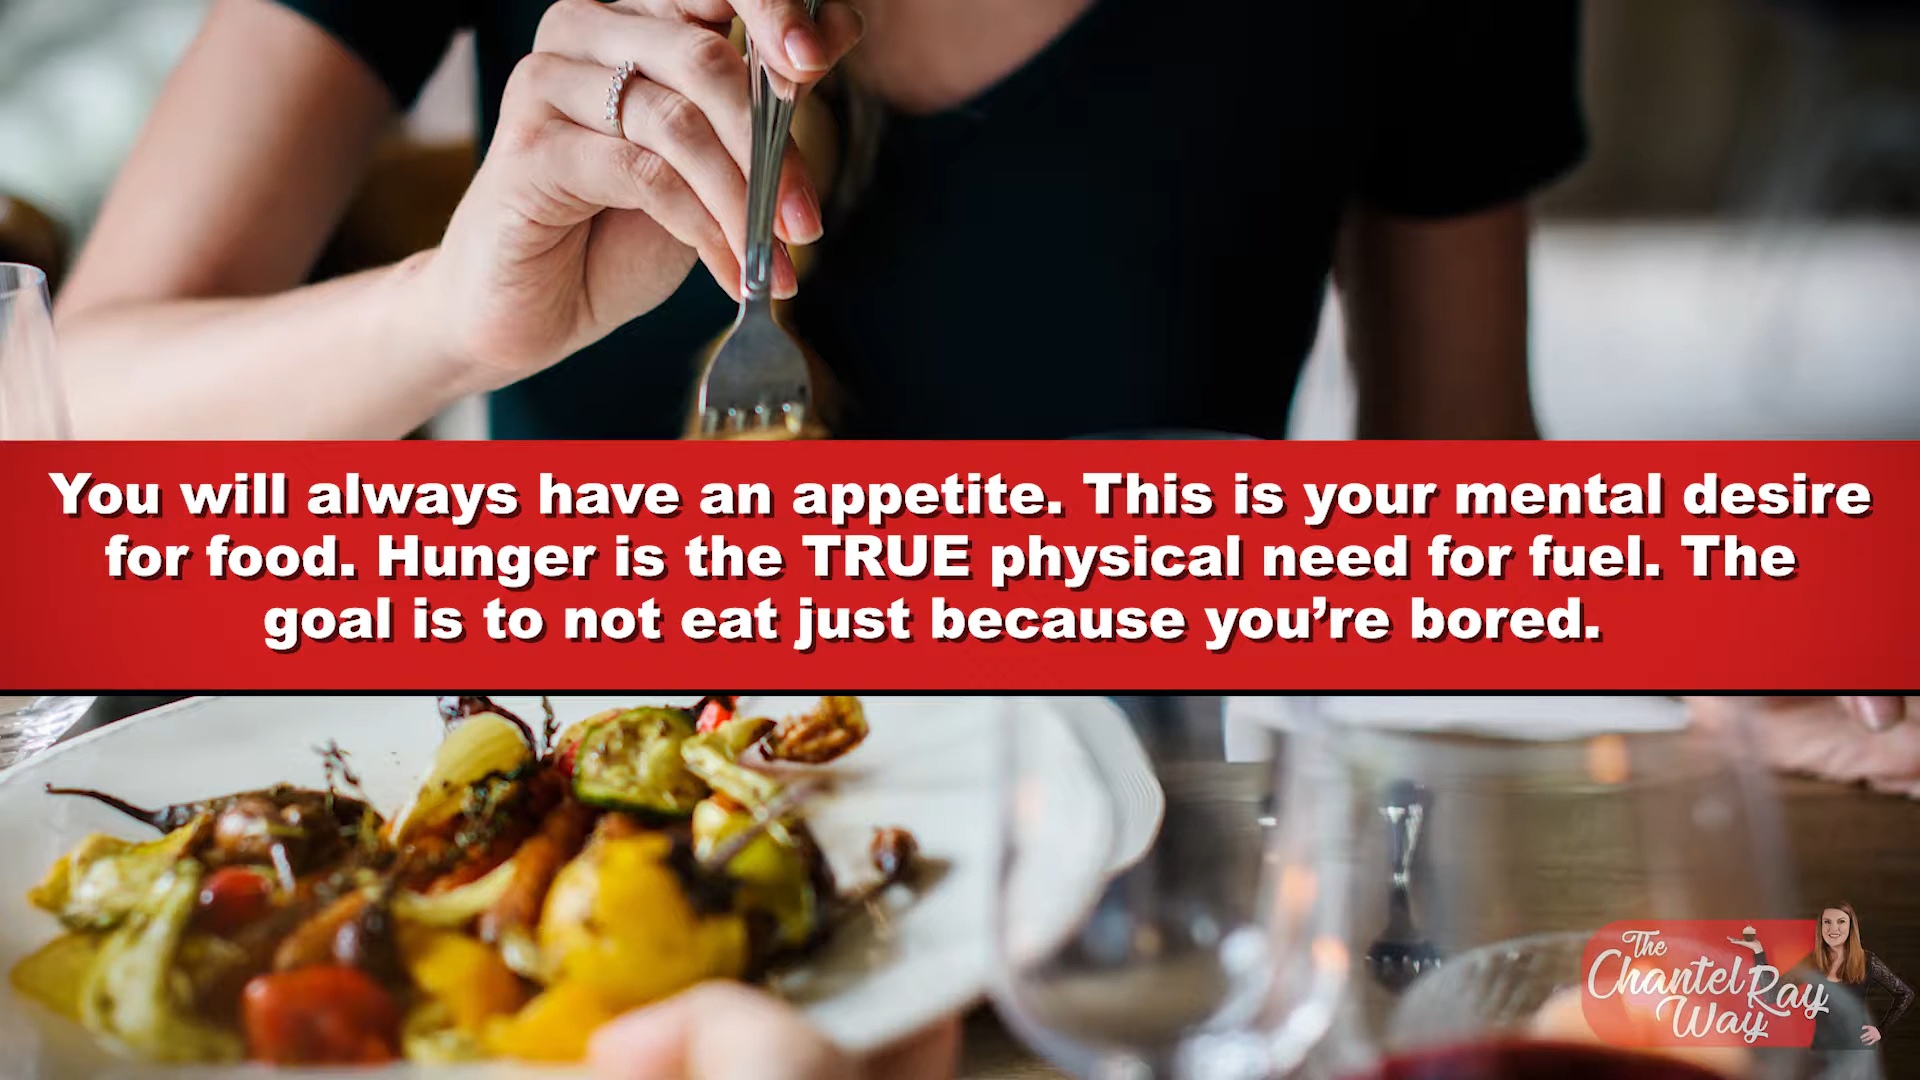 You will always have an appetite. This is your mental desire
for food. Hunger is the TRUE physical need for fuel. The
goal is to not eat just because you’re bored.
The
Chantel
Ray
Way